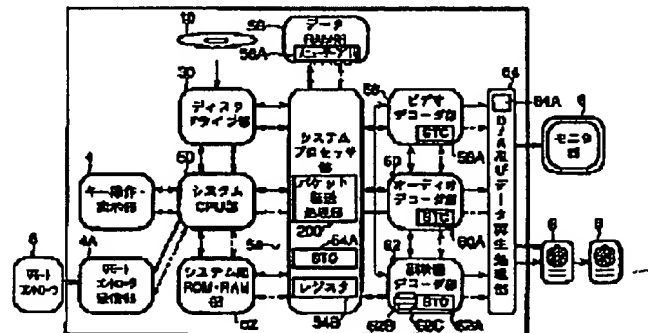 10
56
データ
RAM部
56A
30
ディスク
ドライブ部
58
ビデオ
デコーダ部
STC
58A
64
64A
D/A及びデータ再生処理部
モニタ部
システム
プロセッサ部
パケット
転送
処理部
200
54A
STC
レジスタ
54B
54
4
キー操作・
表示部
50
システム
CPU部
60
オーディオ
デコーダ部
STC
60A
5
リモート
コントローラ
4A
リモート
コントローラ
受信部
システム用
ROM・RAM
部
52
62
副映像
デコーダ部
STC
62B
62C
62A
8
8